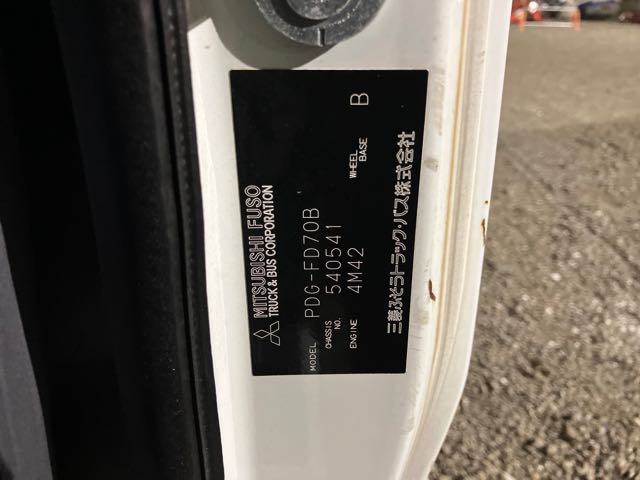 MITSUBISHI FUSO
TRUCK & BUS CORPORATION
MODEL PDG-FD70B
CHASSIS NO. 540541
ENGINE 4M42 WHEEL BASE B
三菱ふそうトラック・バス株式会社